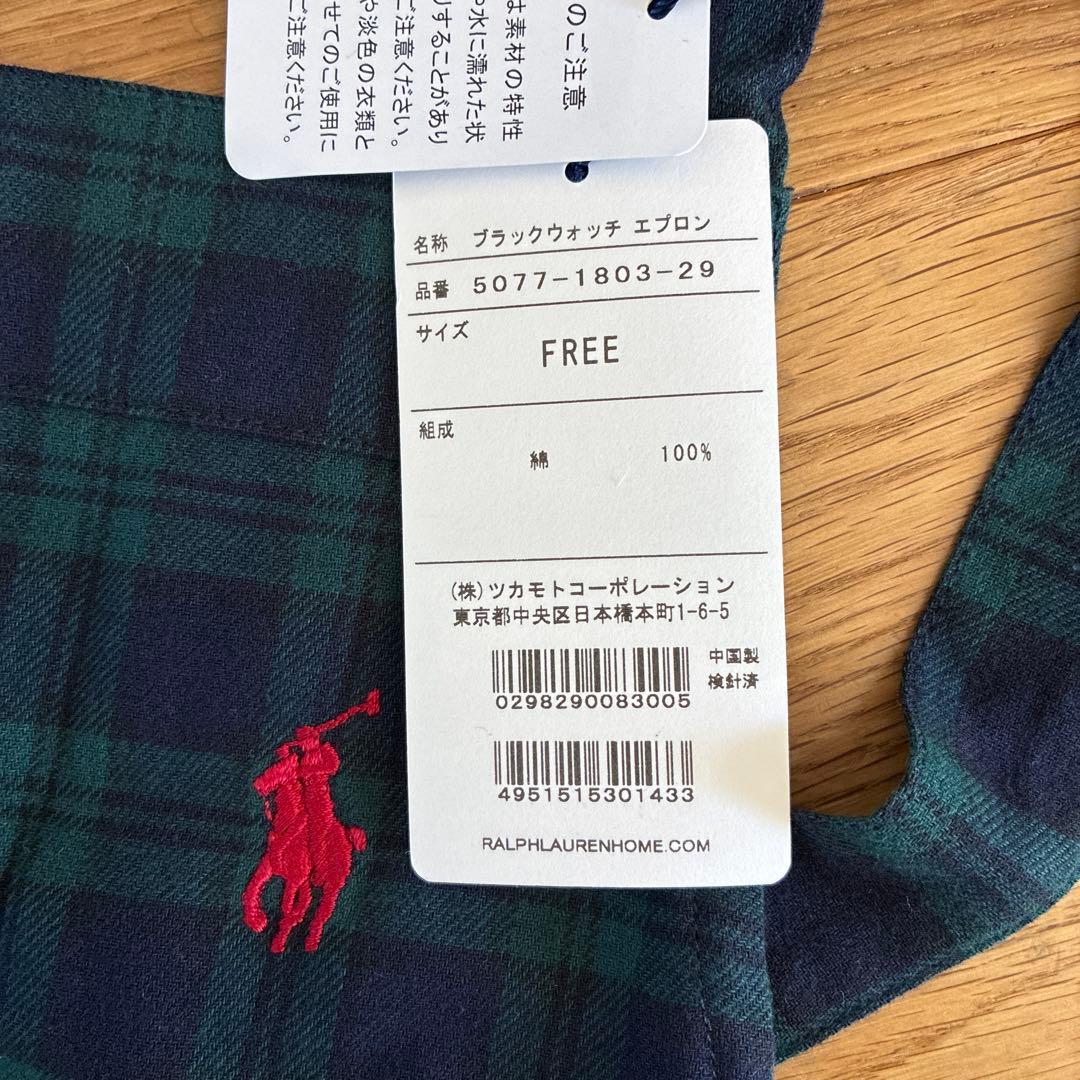 のご注意
は素材の特性
や水に濡れた状
りすることがあり
ご注意ください。
や淡色の衣類と
せてのご使用に
ご注意ください。
名称 ブラックウォッチ エプロン
品番 5077-1803-29
サイズ
FREE
組成
綿 100%
(株)ツカモトコーポレーション
東京都中央区日本橋本町1-6-5
中国製
検針済
0298290083005
4951515301433
RALPHLAURENHOME.COM